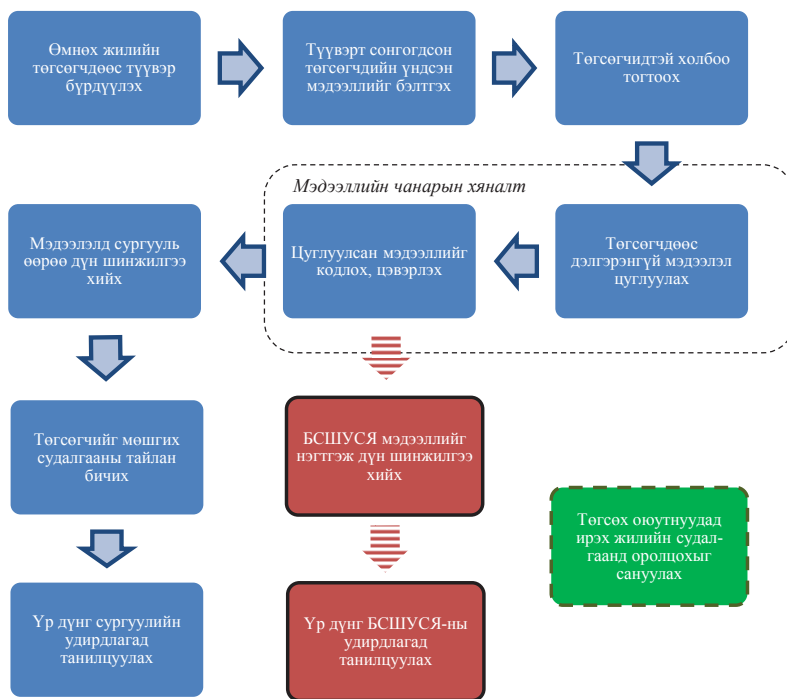 Өмнөх жилийн
төгсөгчдөөс түүвэр
бүрдүүлэх
Түүвэрт сонгогдсон
төгсөгчдийн үндсэн
мэдээллийг бэлтгэх
Төгсөгчидтэй холбоо
тогтоох
Мэдээллийн чанарын хяналт
Мэдээлэлд сургууль
өөрөө дүн шинжилгээ
хийх
Цуглуулсан мэдээллийг
кодлох, цэвэрлэх
Төгсөгчдөөс
дэлгэрэнгүй мэдээлэл
цуглуулах
Төгсөгчийг мөшгих
судалгааны тайлан
бичих
БСШУСЯ мэдээллийг
нэгтгэж дүн шинжилгээ
хийх
Төгсөх оюутнуудад
ирэх жилийн судал-
гаанд оролцохыг
сануулах
Үр дүнг сургуулийн
удирдлагад
танилцуулах
Үр дүнг БСШУСЯ-ны
удирдлагад
танилцуулах